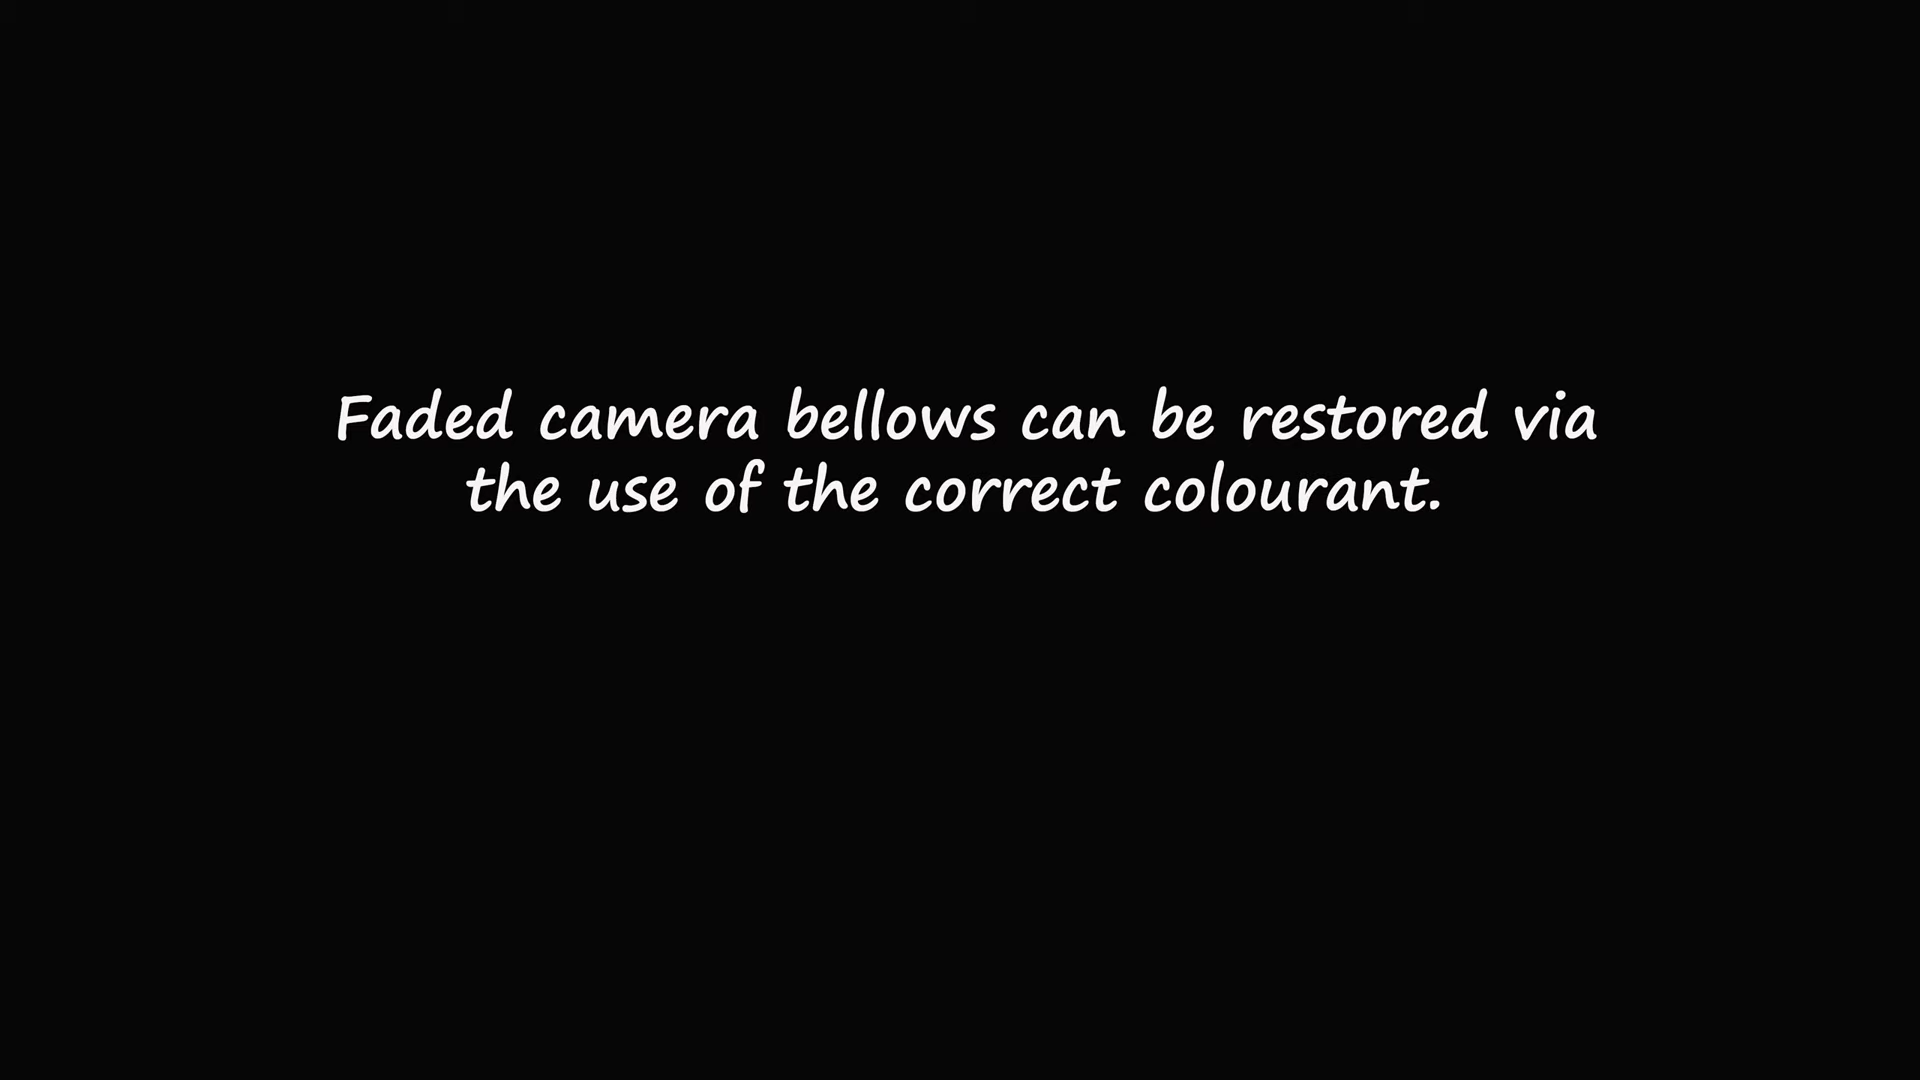 Faded camera bellows can be restored via
the use of the correct colourant.